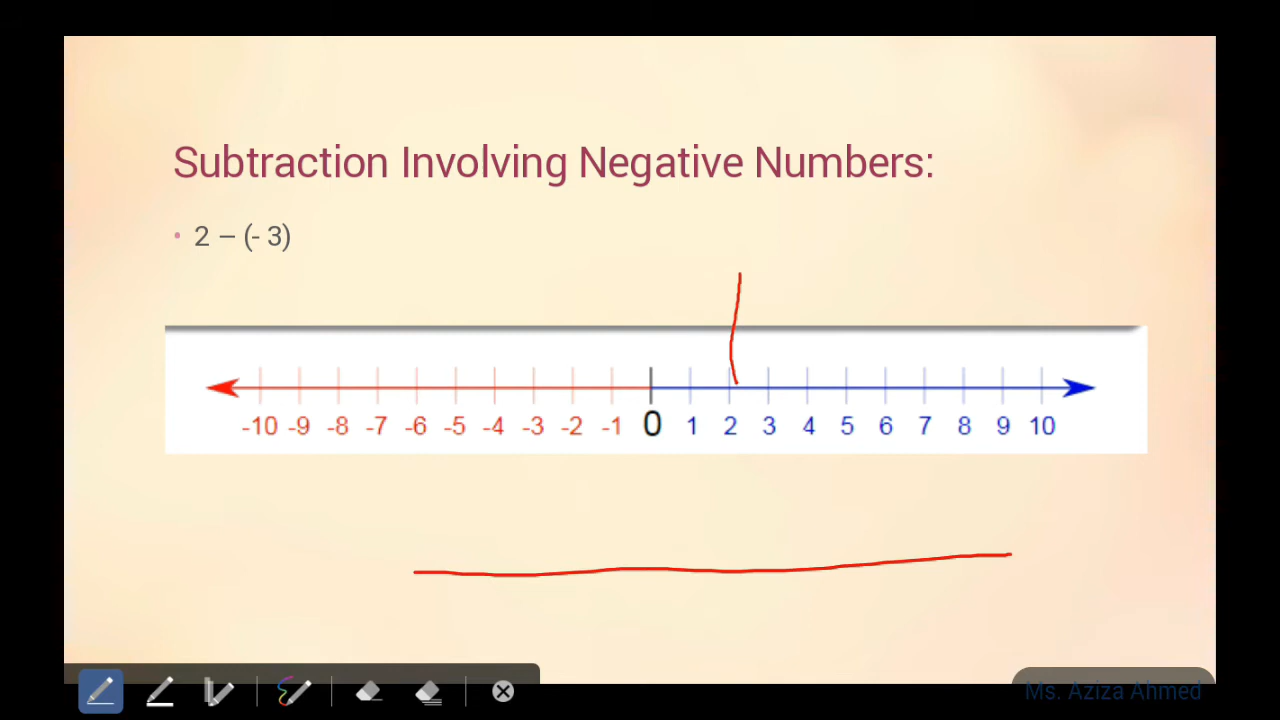 Subtraction Involving Negative Numbers:
• 2 – (- 3)
-10 -9 -8 -7 -6 -5 -4 -3 -2 -1 0 1 2 3 4 5 6 7 8 9 10
Ms. Aziza Ahmed